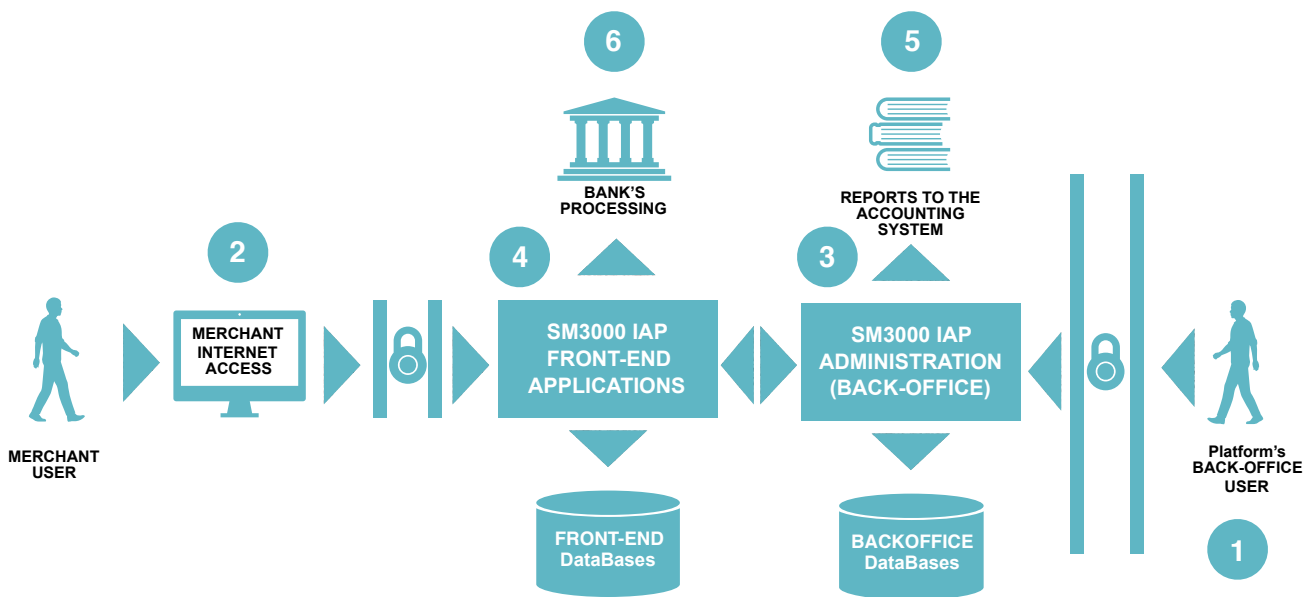 6
5
BANK’S
PROCESSING
REPORTS TO THE
ACCOUNTING
SYSTEM
2
4
3
MERCHANT
INTERNET
ACCESS
SM3000 IAP
FRONT-END
APPLICATIONS
SM3000 IAP
ADMINISTRATION
(BACK-OFFICE)
MERCHANT
USER
Platform’s
BACK-OFFICE
USER
FRONT-END
DataBases
BACKOFFICE
DataBases
1